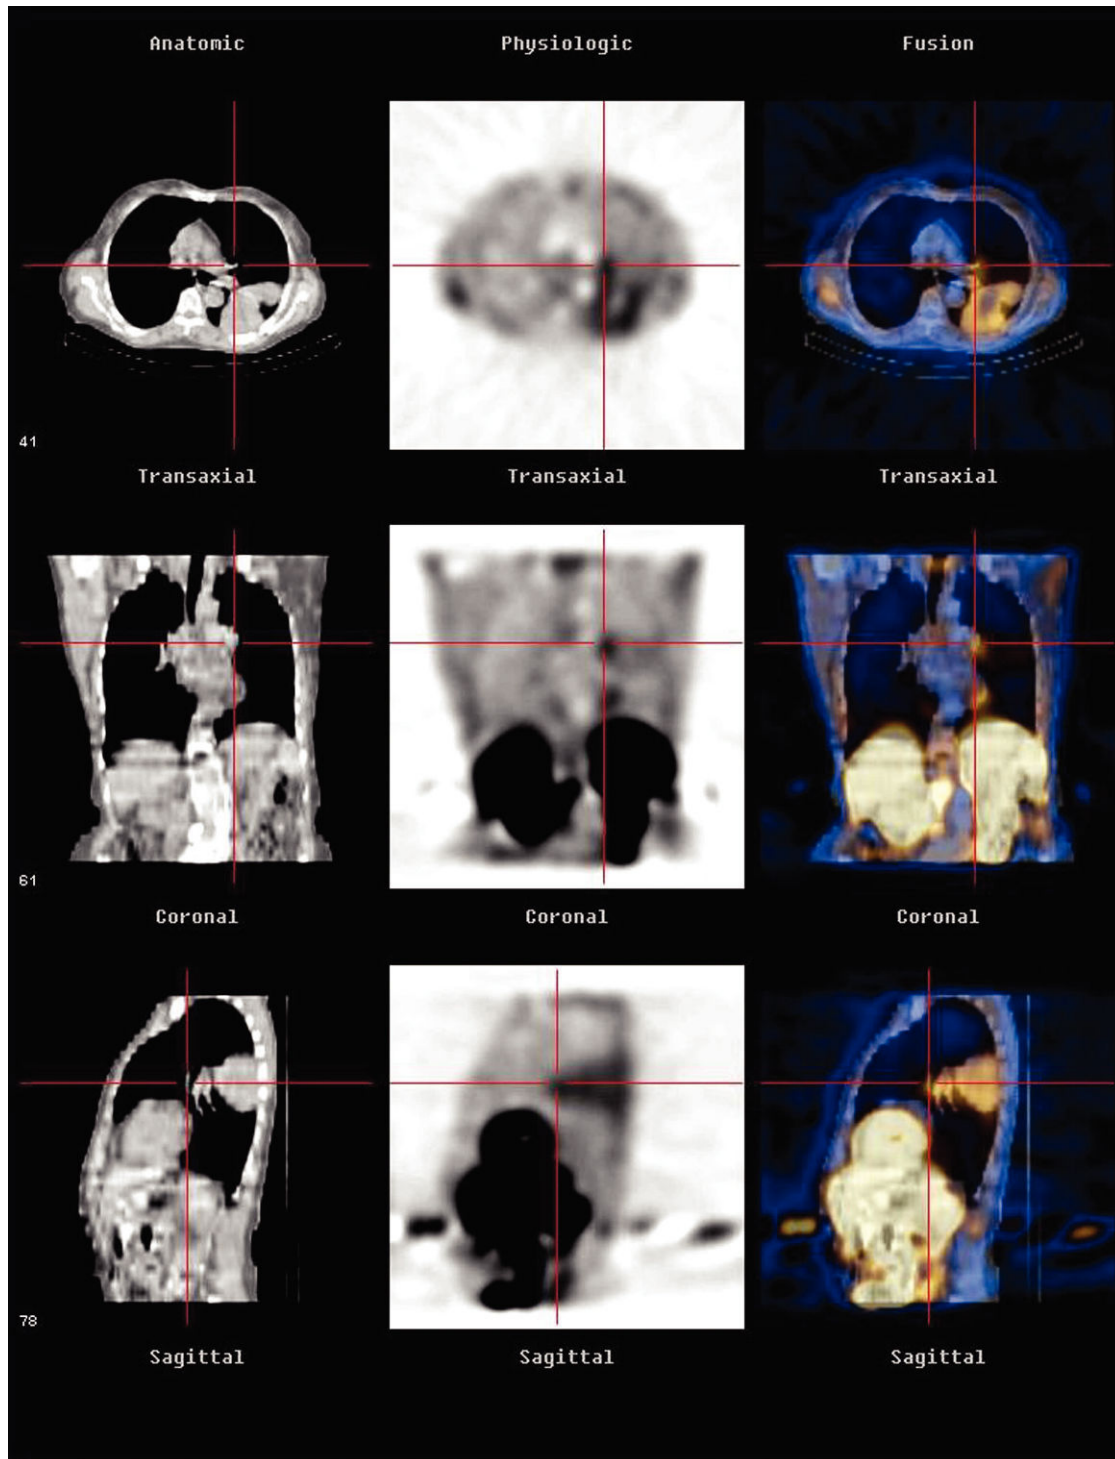 Anatomic Physiologic Fusion
41
Transaxial Transaxial Transaxial
61
Coronal Coronal Coronal
78
Sagittal Sagittal Sagittal